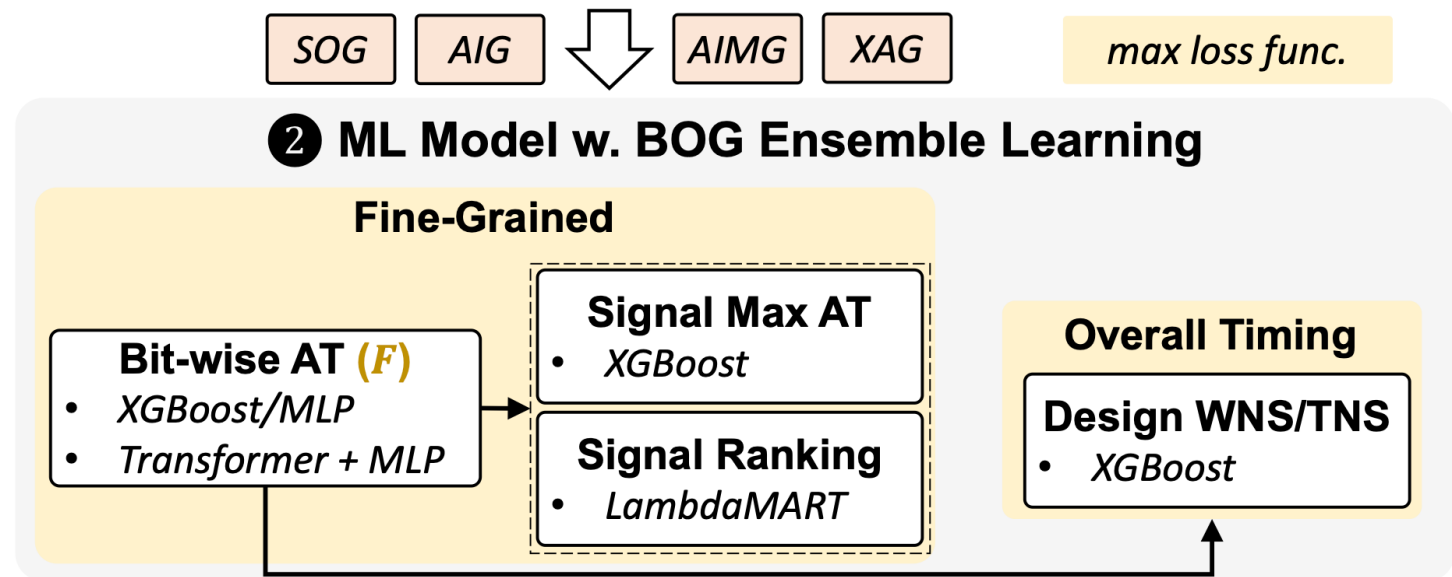 SOG
AIG
AIMG
XAG
max loss func.
❷ ML Model w. BOG Ensemble Learning
Fine-Grained
Bit-wise AT (F)
• XGBoost/MLP
• Transformer + MLP
Signal Max AT
• XGBoost
Signal Ranking
• LambdaMART
Overall Timing
Design WNS/TNS
• XGBoost